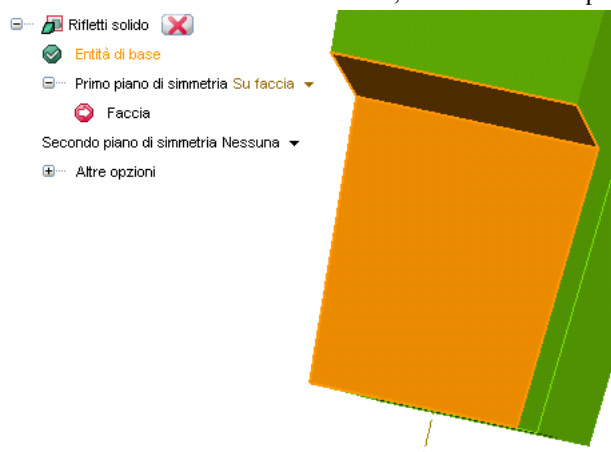 Rifletti solido
Entità di base
Primo piano di simmetria Su faccia
Faccia
Secondo piano di simmetria Nessuna
Altre opzioni